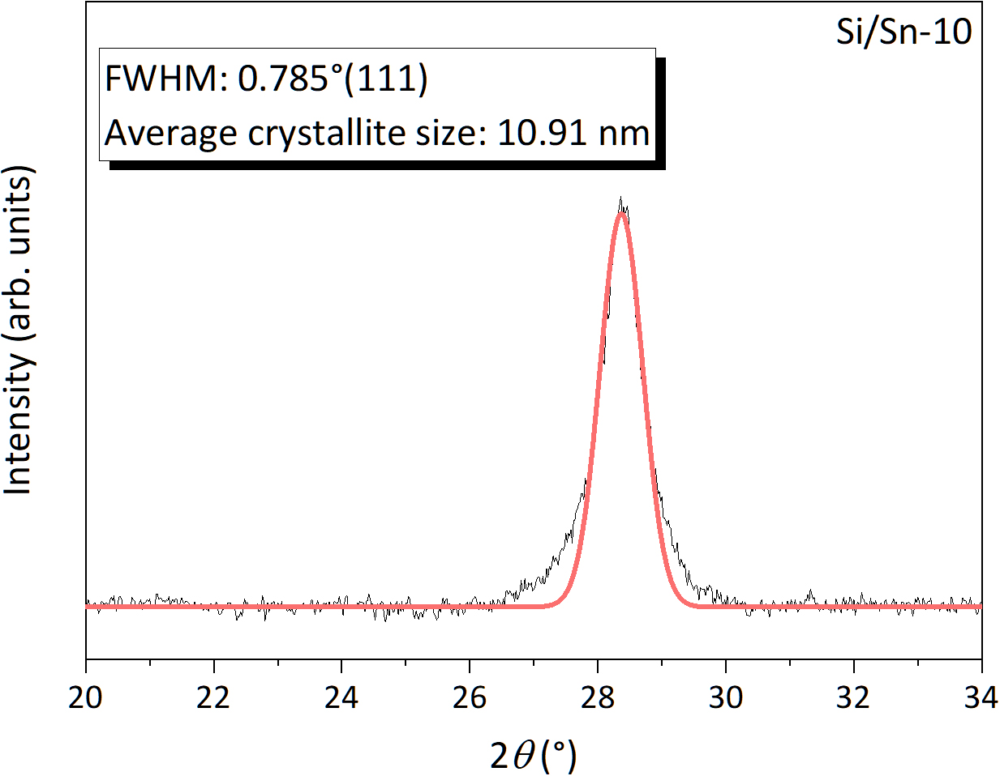 Si/Sn-10
FWHM: 0.785°(111)
Average crystallite size: 10.91 nm
Intensity (arb. units)
20 22 24 26 28 30 32 34
2θ (°)